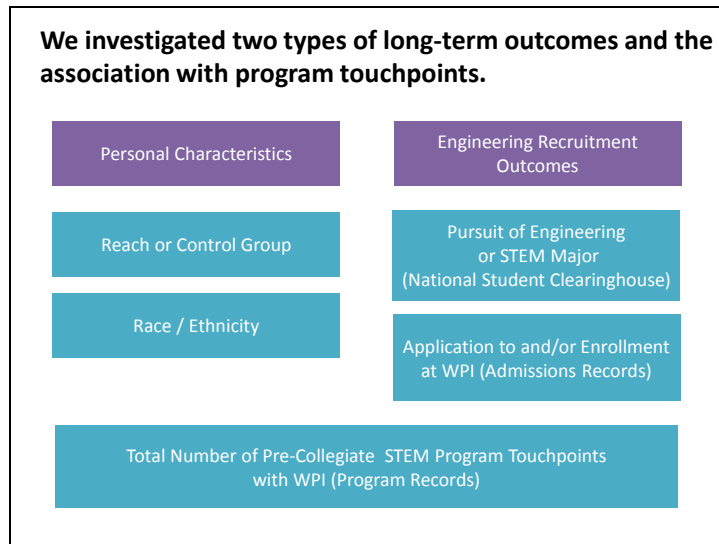 We investigated two types of long-term outcomes and the
association with program touchpoints.
Personal Characteristics
Engineering Recruitment
Outcomes
Reach or Control Group
Pursuit of Engineering
or STEM Major
(National Student Clearinghouse)
Race / Ethnicity
Application to and/or Enrollment
at WPI (Admissions Records)
Total Number of Pre-Collegiate STEM Program Touchpoints
with WPI (Program Records)